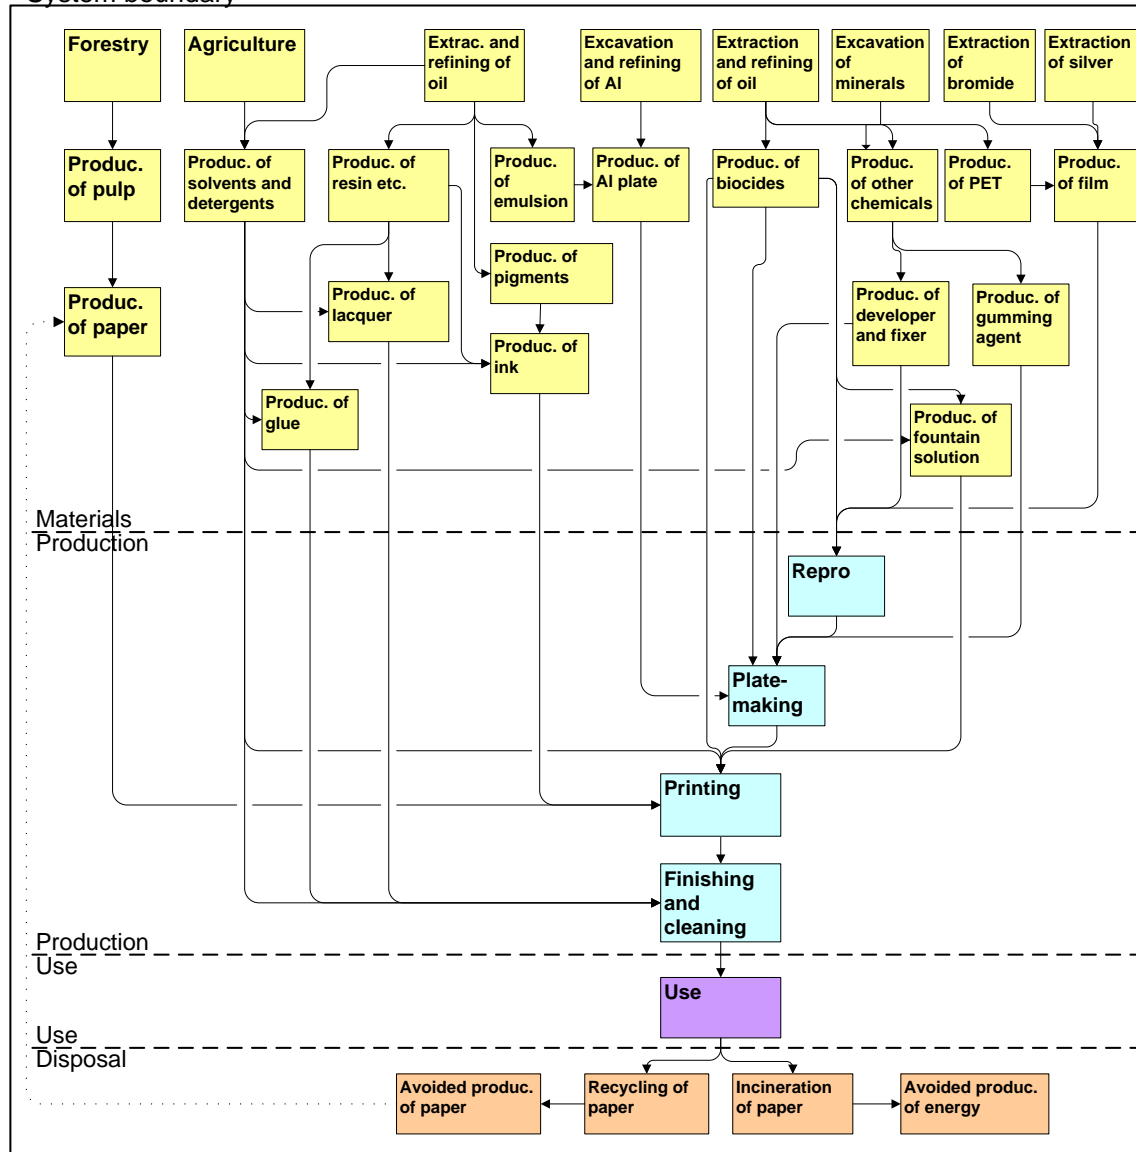 System boundary
Forestry
Agriculture
Extrac. and
refining of
oil
Excavation
and refining
of Al
Extraction
and refining
of oil
Excavation
of
minerals
Extraction
of
bromide
Extraction
of silver
Produc.
of pulp
Produc. of
solvents and
detergents
Produc. of
resin etc.
Produc.
of
emulsion
Produc. of
Al plate
Produc. of
biocides
Produc.
of other
chemicals
Produc.
of PET
Produc.
of film
Produc. of
pigments
Produc.
of paper
Produc. of
lacquer
Produc. of
developer
and fixer
Produc. of
gumming
agent
Produc. of
ink
Produc. of
glue
Produc. of
fountain
solution
Materials
Production
Repro
Plate-
making
Printing
Finishing
and
cleaning
Production
Use
Use
Use
Disposal
Avoided produc.
of paper
Recycling of
paper
Incineration
of paper
Avoided produc.
of energy